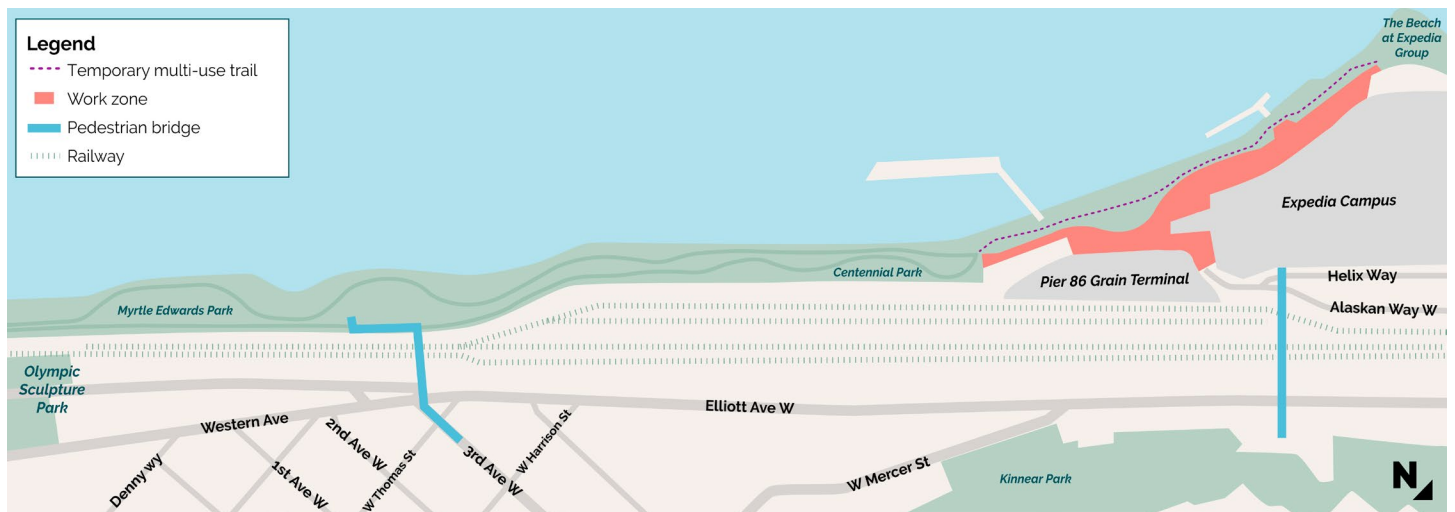 Legend
Temporary multi-use trail
Work zone
Pedestrian bridge
Railway
The Beach
at Expedia
Group
Expedia Campus
Centennial Park
Pier 86 Grain Terminal
Helix Way
Alaskan Way W
Myrtle Edwards Park
Olympic
Sculpture
Park
Western Ave
Elliott Ave W
Denny wy
1st Ave W
2nd Ave W
W Thomas St
3rd Ave W
W Harrison St
W Mercer St
Kinnear Park
N